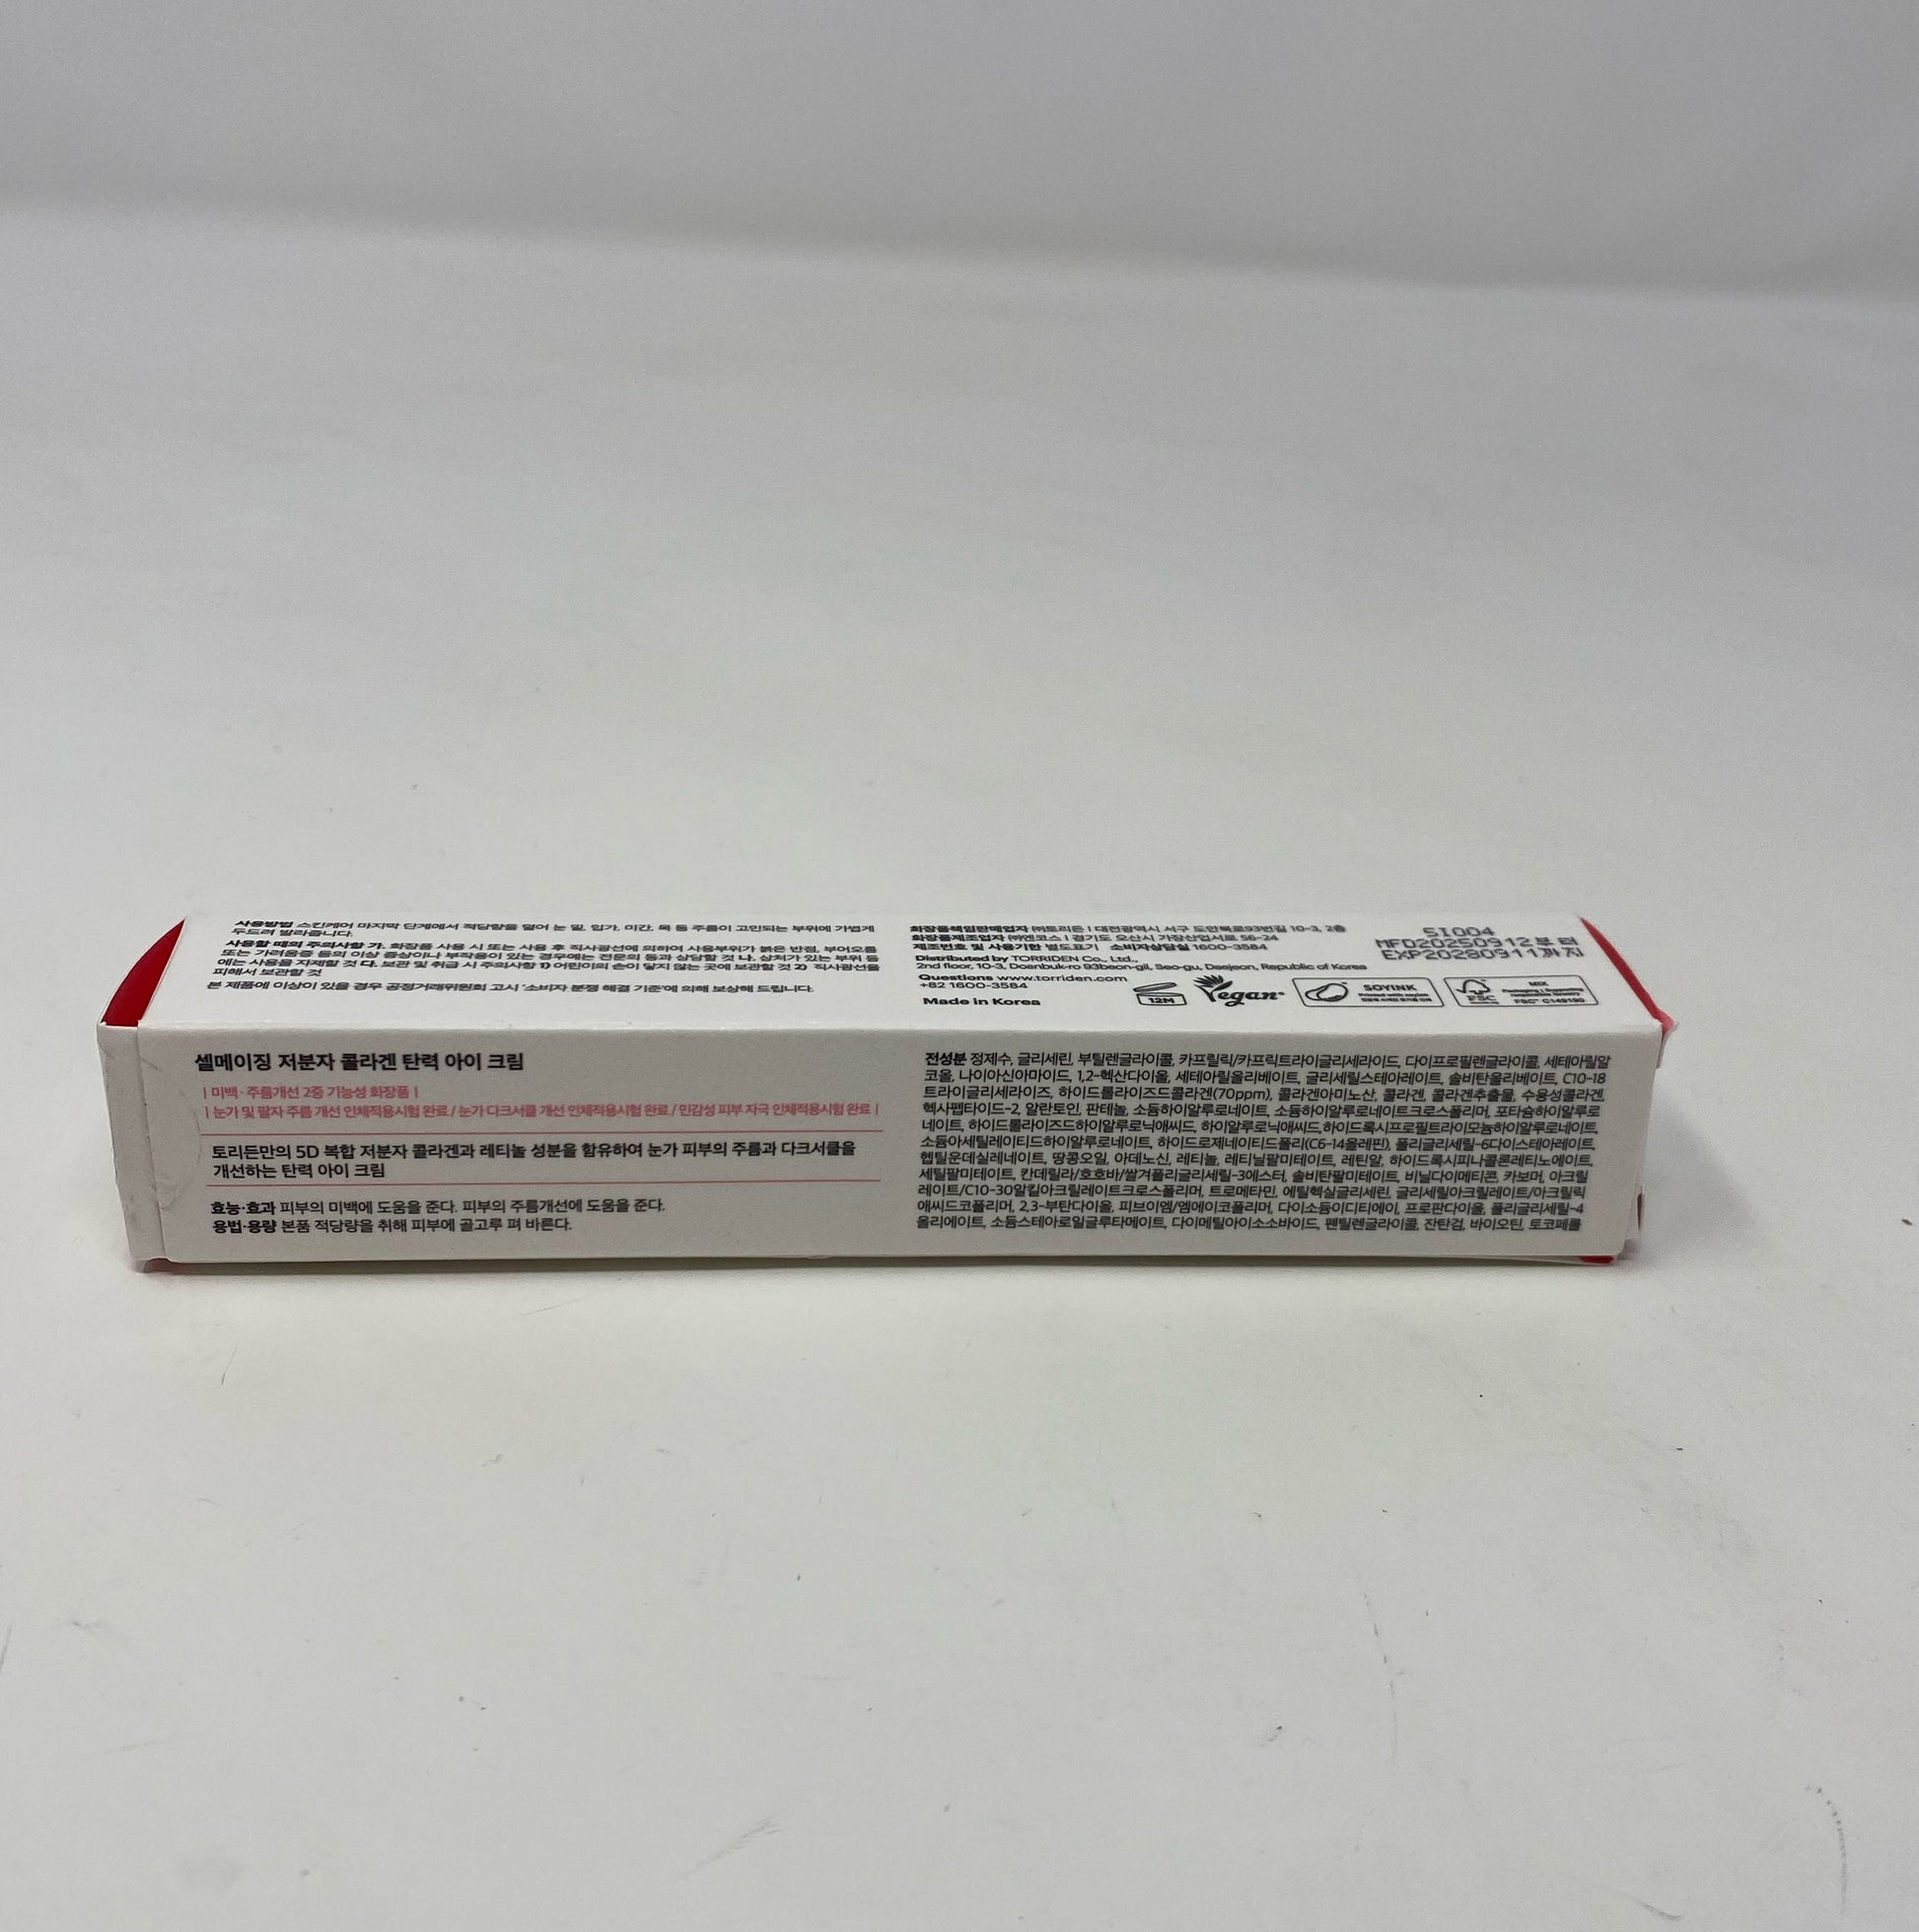 사용방법 스킨케어 마지막 단계에서 적당량을 덜어 눈 밑, 입가, 미간, 목 등 주름이 고민되는 부위에 가볍게
두드려 발라줍니다.
사용할 때의 주의사항 가. 화장품 사용 시 또는 사용 후 직사광선에 의하여 사용부위가 붉은 반점, 부어오름
또는 가려움증 등의 이상 증상이나 부작용이 있는 경우에는 전문의 등과 상담할 것 나. 상처가 있는 부위 등
에는 사용을 자제할 것 다. 보관 및 취급 시 주의사항 1) 어린이의 손이 닿지 않는 곳에 보관할 것 2) 직사광선을
피해서 보관할 것
본 제품에 이상이 있을 경우 공정거래위원회 고시 '소비자 분쟁 해결 기준'에 의해 보상해 드립니다.
화장품책임판매업자 ㈜토리든 | 대전광역시 서구 도안북로93번길 10-3, 2층
화장품제조업자 ㈜엔코스 | 경기도 오산시 가장산업서로 56-24
제조번호 및 사용기한 별도표기 소비자상담실 1600-3584
Distributed by TORRIDEN Co., Ltd.,
2nd floor, 10-3, Doanbuk-ro 93beon-gil, Seo-gu, Daejeon, Republic of Korea
Questions www.torriden.com
+82 1600-3584
Made in Korea
12M
Vegan
SOYINK
FSC
MIX
FSC® C149190
SI004
MFD20250912부터
EXP20280911까지
셀메이징 저분자 콜라겐 탄력 아이 크림
| 미백·주름개선 2중 기능성 화장품 |
| 눈가 및 팔자 주름 개선 인체적용시험 완료 / 눈가 다크서클 개선 인체적용시험 완료 / 민감성 피부 자극 인체적용시험 완료 |
토리든만의 5D 복합 저분자 콜라겐과 레티놀 성분을 함유하여 눈가 피부의 주름과 다크서클을
개선하는 탄력 아이 크림
효능·효과 피부의 미백에 도움을 준다. 피부의 주름개선에 도움을 준다.
용법·용량 본품 적당량을 취해 피부에 골고루 펴 바른다.
전성분 정제수, 글리세린, 부틸렌글라이콜, 카프릴릭/카프릭트라이글리세라이드, 다이프로필렌글라이콜, 세테아릴알
코올, 나이아신아마이드, 1,2-헥산다이올, 세테아릴올리베이트, 글리세릴스테아레이트, 솔비탄올리베이트, C10-18
트라이글리세라이즈, 하이드롤라이즈드콜라겐(70ppm), 콜라겐아미노산, 콜라겐, 콜라겐추출물, 수용성콜라겐,
헥사펩타이드-2, 알란토인, 판테놀, 소듐하이알루로네이트, 소듐하이알루로네이트크로스폴리머, 포타슘하이알루로
네이트, 하이드롤라이즈드하이알루로닉애씨드, 하이알루로닉애씨드,하이드록시프로필트라이모늄하이알루로네이트,
소듐아세틸레이티드하이알루로네이트, 하이드로제네이티드폴리(C6-14올레핀), 폴리글리세릴-6다이스테아레이트,
헵틸운데실레네이트, 땅콩오일, 아데노신, 레티놀, 레티닐팔미테이트, 레틴알, 하이드록시피나콜론레티노에이트,
세틸팔미테이트, 칸데릴라/호호바/쌀겨폴리글리세릴-3에스터, 솔비탄팔미테이트, 비닐다이메티콘, 카보머, 아크릴
레이트/C10-30알킬아크릴레이트크로스폴리머, 트로메타민, 에틸헥실글리세린, 글리세릴아크릴레이트/아크릴릭
애씨드코폴리머, 2,3-부탄다이올, 피브이엠/엠에이코폴리머, 다이소듐이디티에이, 프로판다이올, 폴리글리세릴-4
올리에이트, 소듐스테아로일글루타메이트, 다이메틸아이소소바이드, 펜틸렌글라이콜, 잔탄검, 바이오틴, 토코페롤